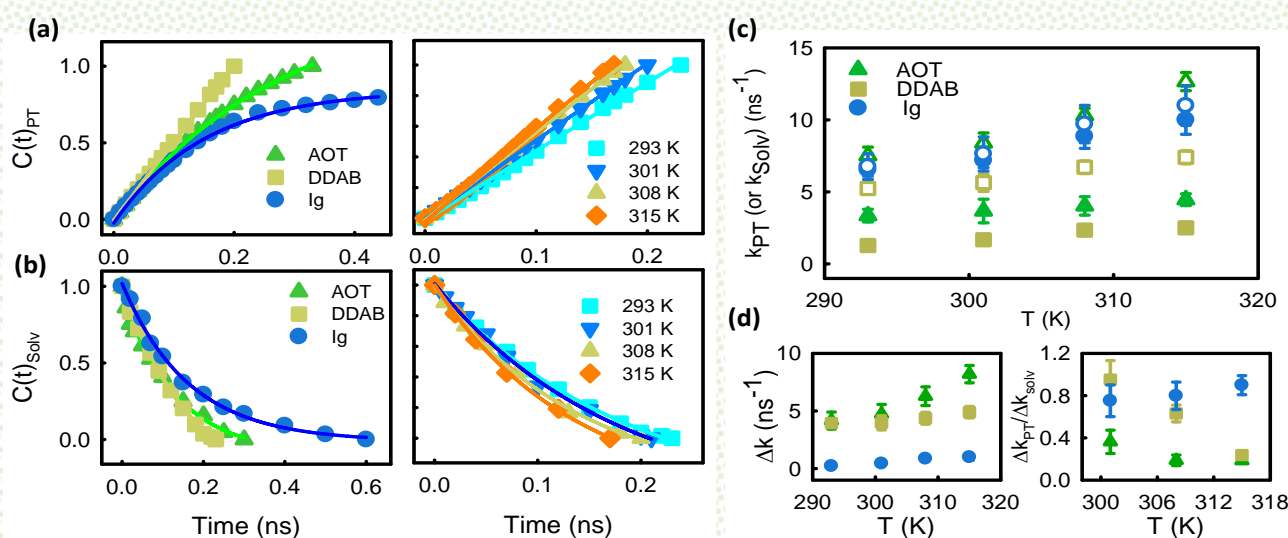 (a)
C(t)PT
1.0
0.5
0.0
AOT
DDAB
Ig
0.0 0.2 0.4
293 K
301 K
308 K
315 K
0.0 0.1 0.2
(b)
C(t)Solv
1.0
0.5
0.0
AOT
DDAB
Ig
0.0 0.2 0.4 0.6
Time (ns)
293 K
301 K
308 K
315 K
0.0 0.1 0.2
Time (ns)
(c)
kPT (or kSolv) (ns-1)
15
10
5
0
AOT
DDAB
Ig
290 300 310 320
T (K)
(d)
Δk (ns-1)
10
5
0
290 300 310 320
T (K)
ΔkPT/Δksolv
1.2
0.8
0.4
0.0
300 306 312 318
T (K)